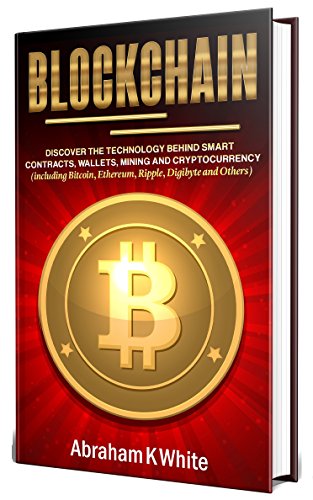 BLOCKCHAIN
DISCOVER THE TECHNOLOGY BEHIND SMART
CONTRACTS, WALLETS, MINING AND CRYPTOCURRENCY
(including Bitcoin, Ethereum, Ripple, Digibyte and Others)
B
Abraham K White